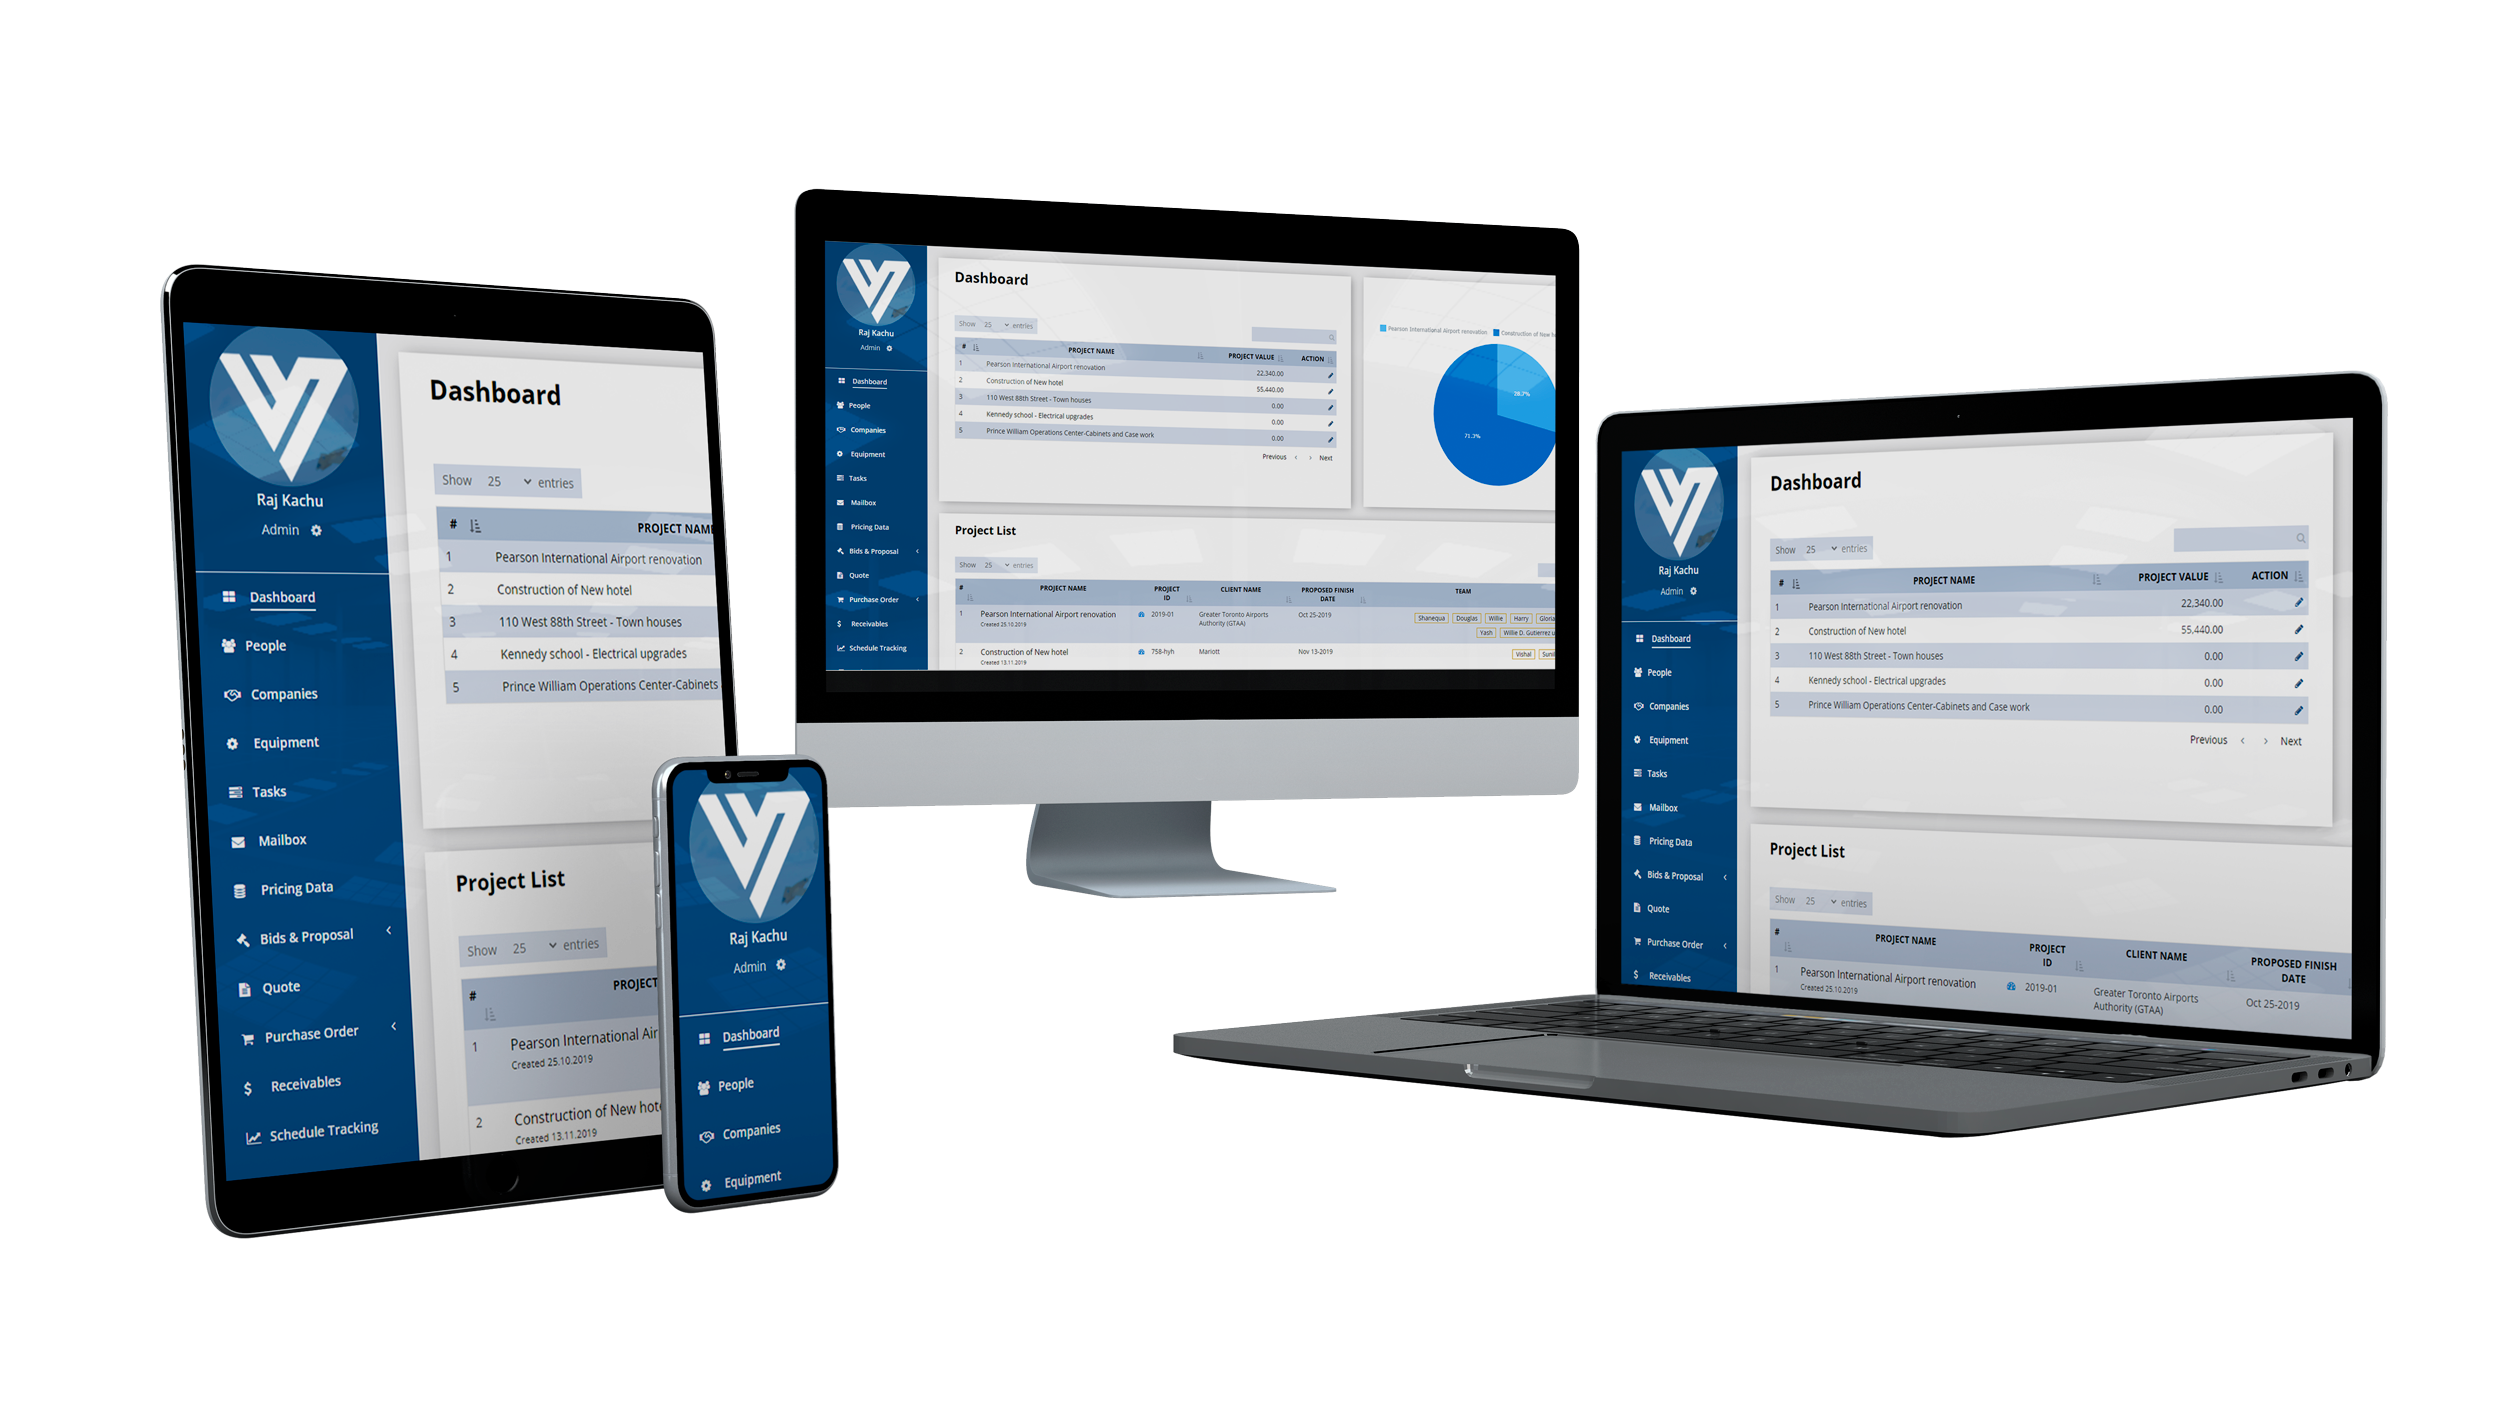 Raj Kachu
Admin
Dashboard
People
Companies
Equipment
Tasks
Mailbox
Pricing Data
Bids & Proposal
Quote
Purchase Order
Receivables
Schedule Tracking
Dashboard
Show 25 entries
# PROJECT NAME
1 Pearson International Airport renovation
2 Construction of New hotel
3 110 West 88th Street - Town houses
4 Kennedy school - Electrical upgrades
5 Prince William Operations Center-Cabinets
Project List
Show 25 entries
# PROJECT
1 Pearson International Air
Created 25.10.2019
2 Construction of New hot
Created 13.11.2019
Raj Kachu
Admin
Dashboard
People
Companies
Equipment
Raj Kachu
Admin
Dashboard
People
Companies
Equipment
Tasks
Mailbox
Pricing Data
Bids & Proposal
Quote
Purchase Order
Receivables
Schedule Tracking
Dashboard
Show 25 entries
# PROJECT NAME PROJECT VALUE ACTION
1 Pearson International Airport renovation 22,340.00
2 Construction of New hotel 55,440.00
3 110 West 88th Street - Town houses 0.00
4 Kennedy school - Electrical upgrades 0.00
5 Prince William Operations Center-Cabinets and Case work 0.00
Previous ‹ › Next
Pearson International Airport renovation Construction of New h
28.7%
71.3%
Project List
Show 25 entries
# PROJECT NAME PROJECT ID CLIENT NAME PROPOSED FINISH DATE TEAM
1 Pearson International Airport renovation 2019-01 Greater Toronto Airports Oct 25-2019 Shanequa Douglas Willie Harry Gloria
Created 25.10.2019 Authority (GTAA) Yash Willie D. Gutierrez u
2 Construction of New hotel 758-hyh Mariott Nov 13-2019 Vishal Sunil
Created 13.11.2019
Raj Kachu
Admin
Dashboard
People
Companies
Equipment
Tasks
Mailbox
Pricing Data
Bids & Proposal
Quote
Purchase Order
Receivables
Dashboard
Show 25 entries
# PROJECT NAME PROJECT VALUE ACTION
1 Pearson International Airport renovation 22,340.00
2 Construction of New hotel 55,440.00
3 110 West 88th Street - Town houses 0.00
4 Kennedy school - Electrical upgrades 0.00
5 Prince William Operations Center-Cabinets and Case work 0.00
Previous ‹ › Next
Project List
Show 25 entries
# PROJECT NAME PROJECT ID CLIENT NAME PROPOSED FINISH DATE
1 Pearson International Airport renovation 2019-01 Greater Toronto Airports Oct 25-2019
Created 25.10.2019 Authority (GTAA)